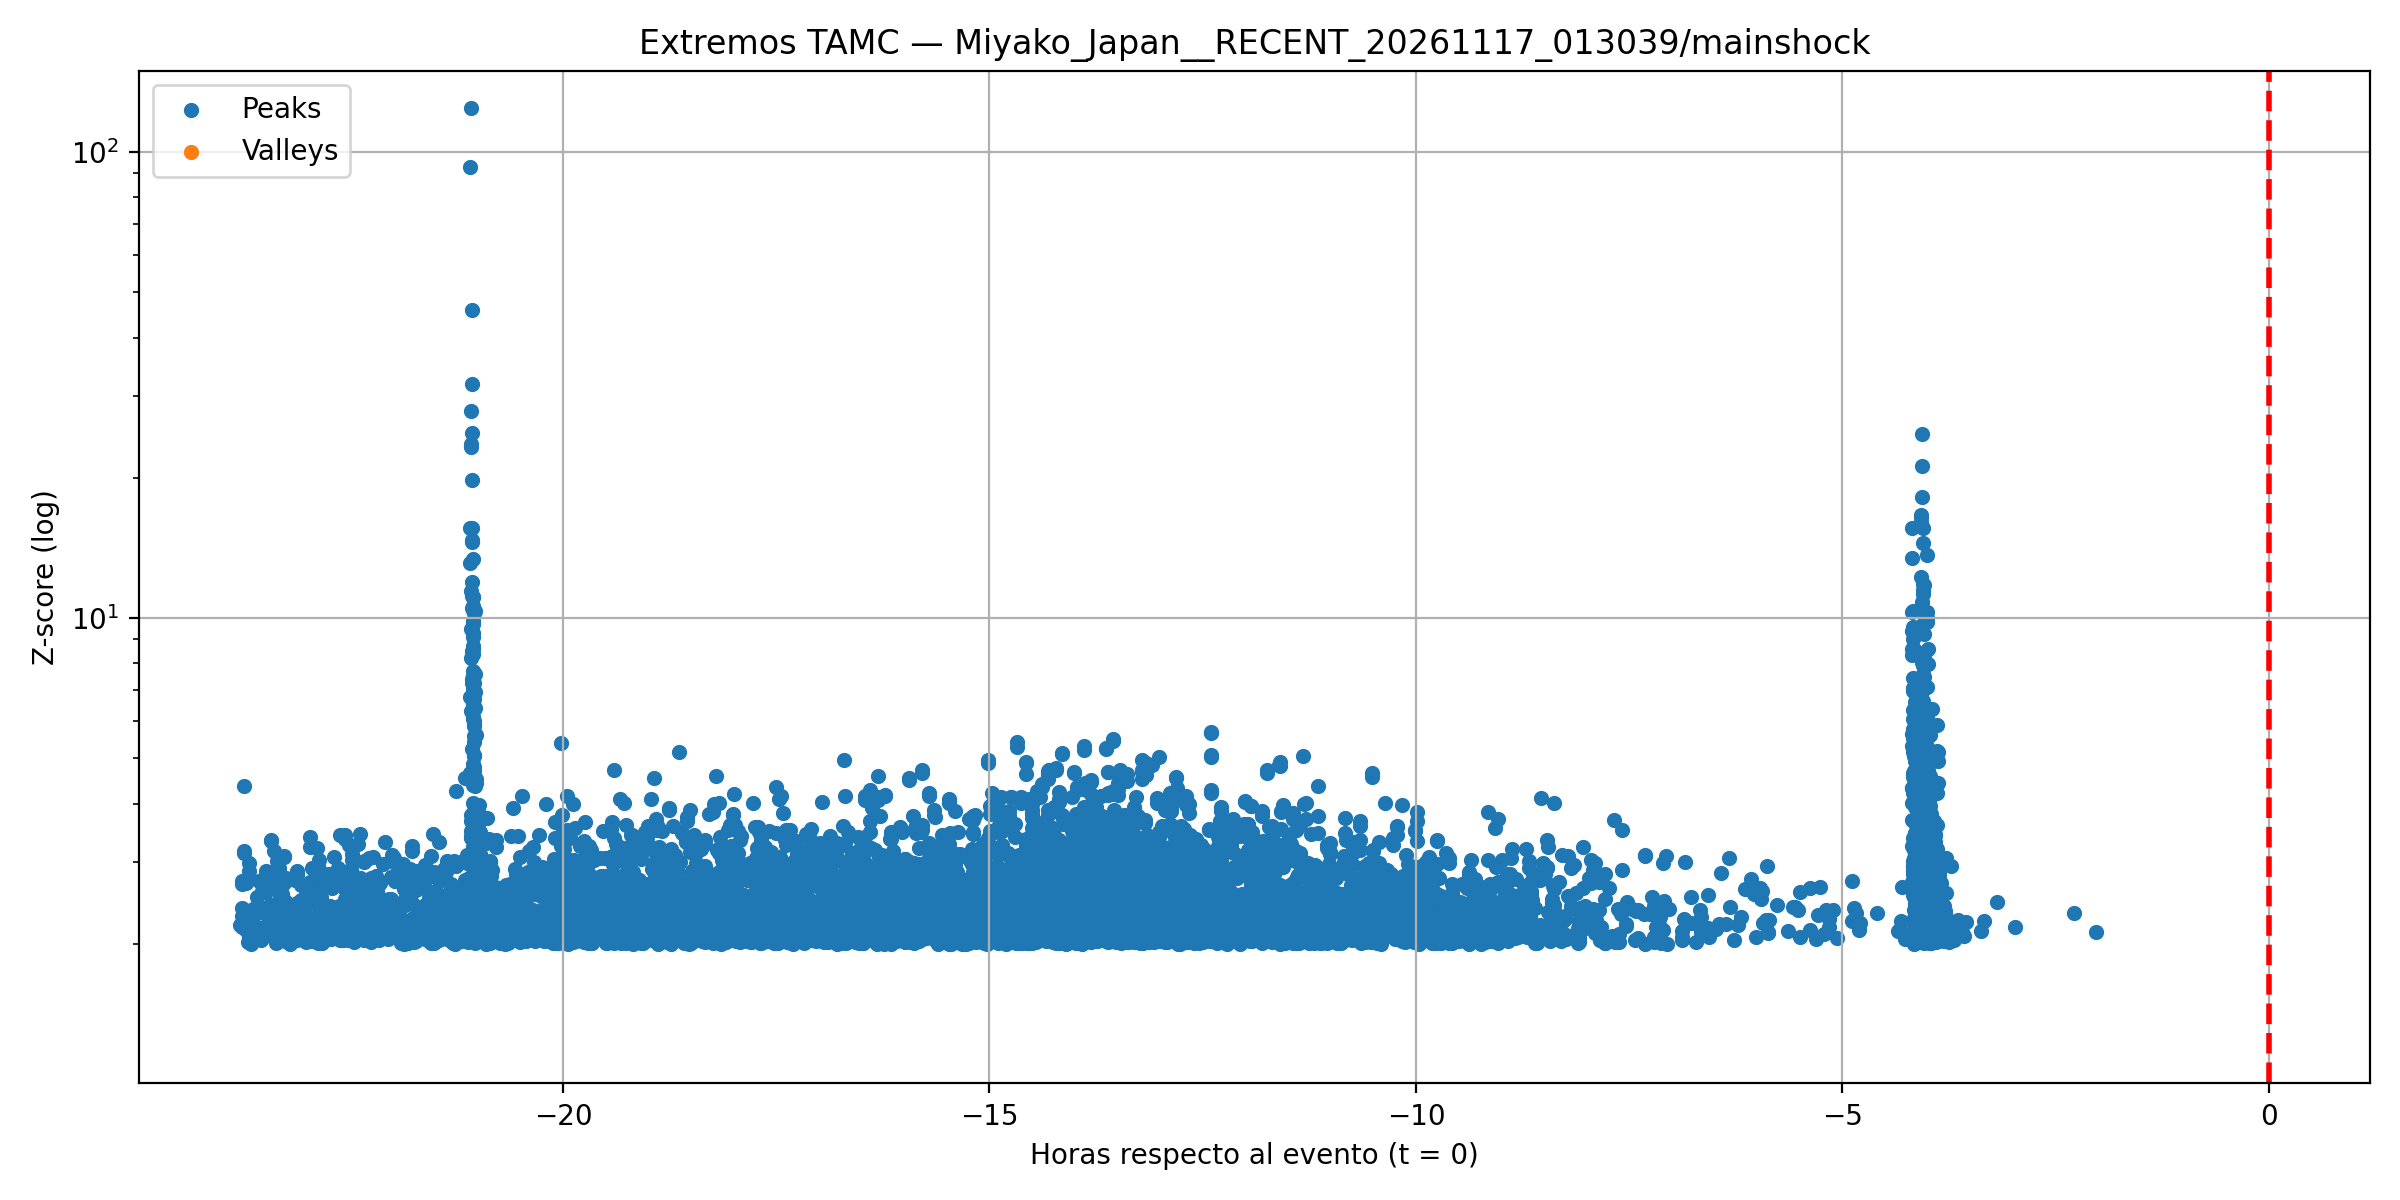 Extremos TAMC — Miyako_Japan__RECENT_20261117_013039/mainshock
Peaks
Valleys
10²
10¹
Z-score (log)
−20 −15 −10 −5 0
Horas respecto al evento (t = 0)